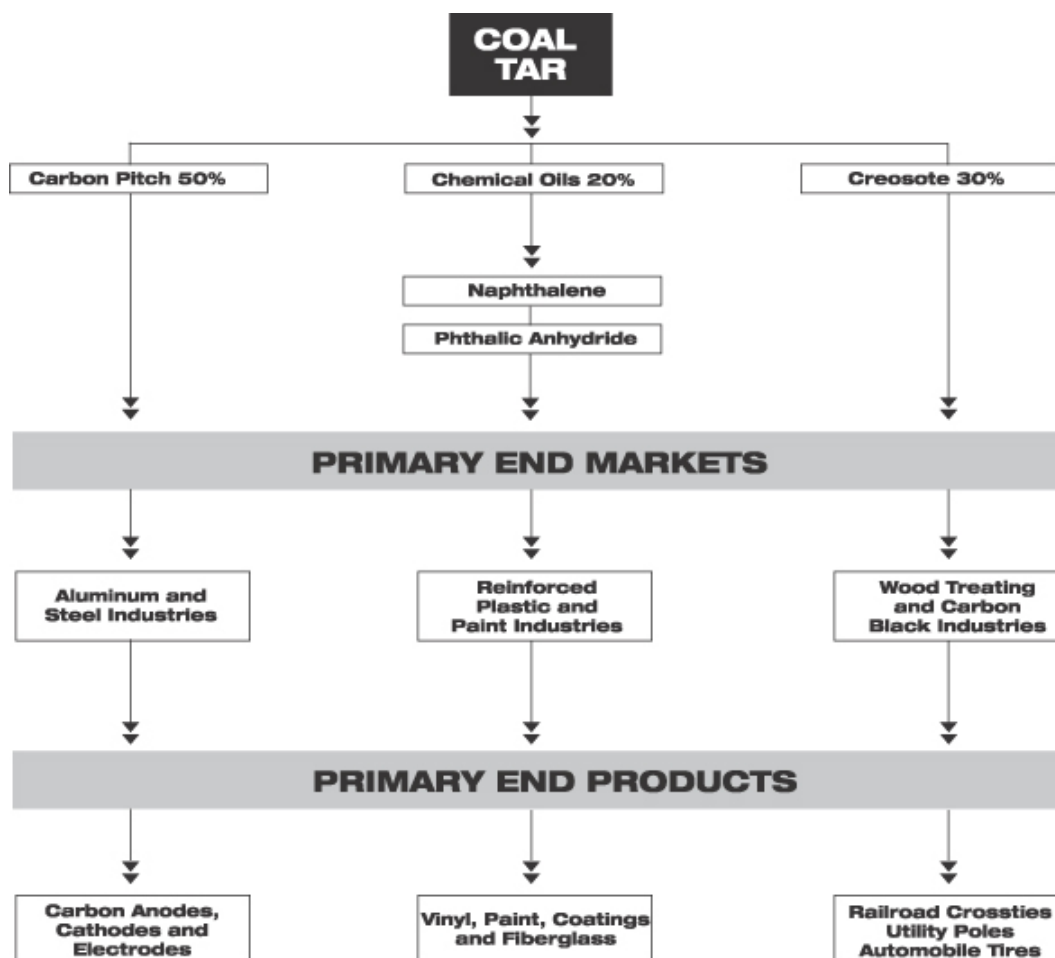 COAL
TAR
Carbon Pitch 50%
Chemical Oils 20%
Creosote 30%
Naphthalene
Phthalic Anhydride
PRIMARY END MARKETS
Aluminum and
Steel Industries
Reinforced
Plastic and
Paint Industries
Wood Treating
and Carbon
Black Industries
PRIMARY END PRODUCTS
Carbon Anodes,
Cathodes and
Electrodes
Vinyl, Paint, Coatings
and Fiberglass
Railroad Crossties
Utility Poles
Automobile Tires